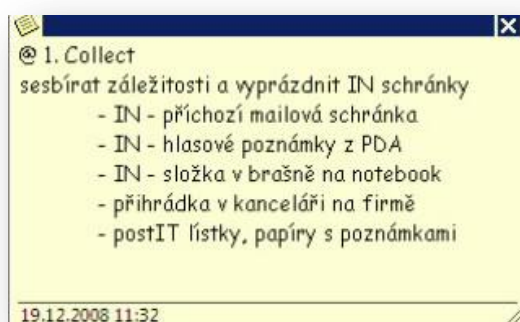 @ 1. Collect
sesbírat záležitosti a vyprázdnit IN schránky
- IN - příchozí mailová schránka
- IN - hlasové poznámky z PDA
- IN - složka v brašně na notebook
- přihrádka v kanceláři na firmě
- postIT lístky, papíry s poznámkami
19.12.2008 11:32